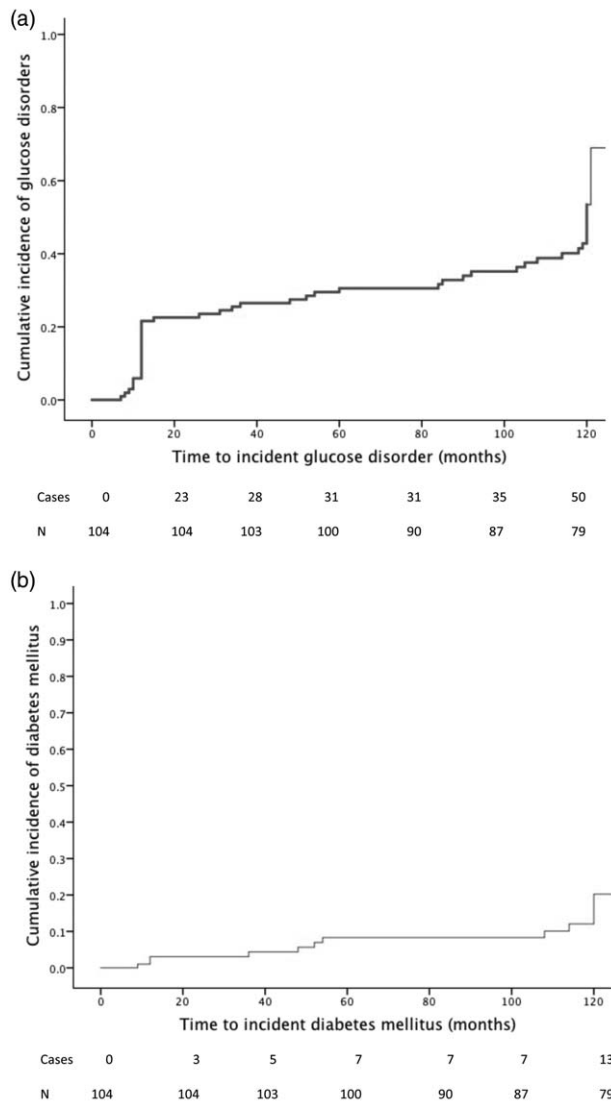 (a)
Cumulative incidence of glucose disorders
1.0
0.8
0.6
0.4
0.2
0.0
0 20 40 60 80 100 120
Time to incident glucose disorder (months)
Cases 0 23 28 31 31 35 50
N 104 104 103 100 90 87 79
(b)
Cumulative incidence of diabetes mellitus
1.0
0.9
0.8
0.7
0.6
0.5
0.4
0.3
0.2
0.1
0.0
0 20 40 60 80 100 120
Time to incident diabetes mellitus (months)
Cases 0 3 5 7 7 7 13
N 104 104 103 100 90 87 79